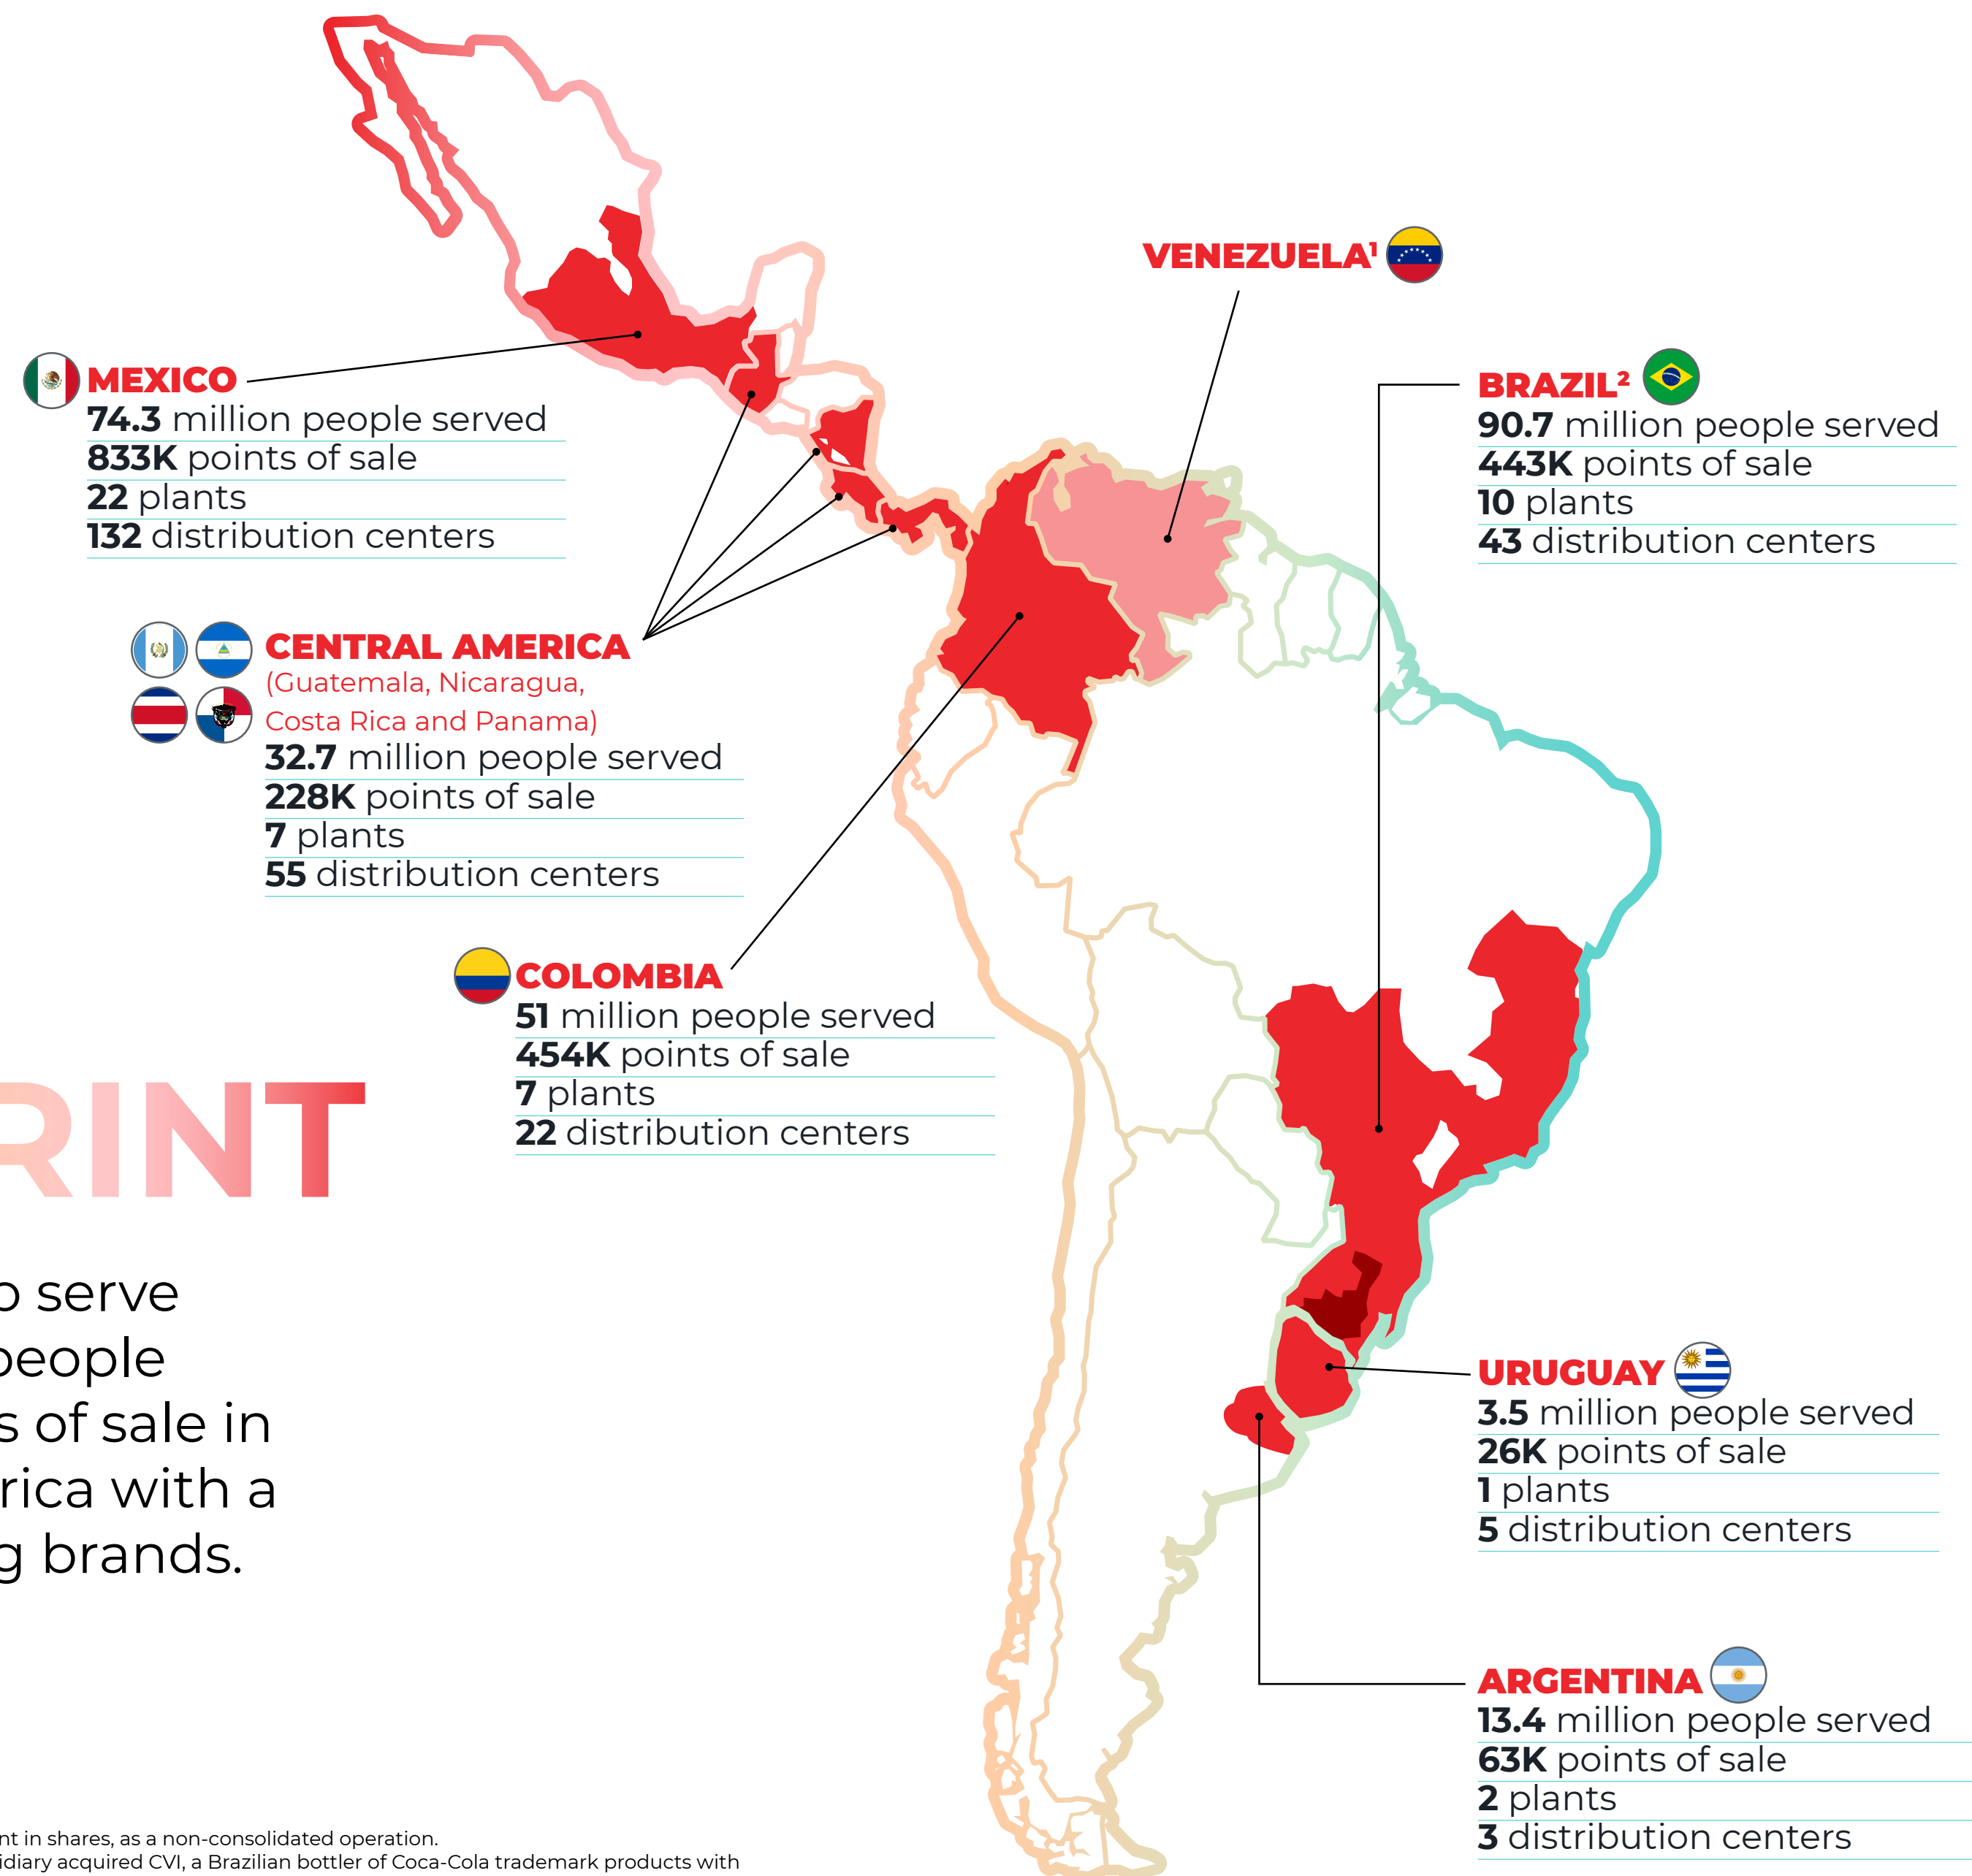 VENEZUELA¹
MEXICO
74.3 million people served
833K points of sale
22 plants
132 distribution centers
BRAZIL²
90.7 million people served
443K points of sale
10 plants
43 distribution centers
CENTRAL AMERICA
(Guatemala, Nicaragua,
Costa Rica and Panama)
32.7 million people served
228K points of sale
7 plants
55 distribution centers
COLOMBIA
51 million people served
454K points of sale
7 plants
22 distribution centers
RINT
serve
people
of sale in
rica with a
brands.
URUGUAY
3.5 million people served
26K points of sale
1 plants
5 distribution centers
ARGENTINA
13.4 million people served
63K points of sale
2 plants
3 distribution centers
nt in shares, as a non-consolidated operation.
idiary acquired CVI, a Brazilian bottler of Coca-Cola trademark products with